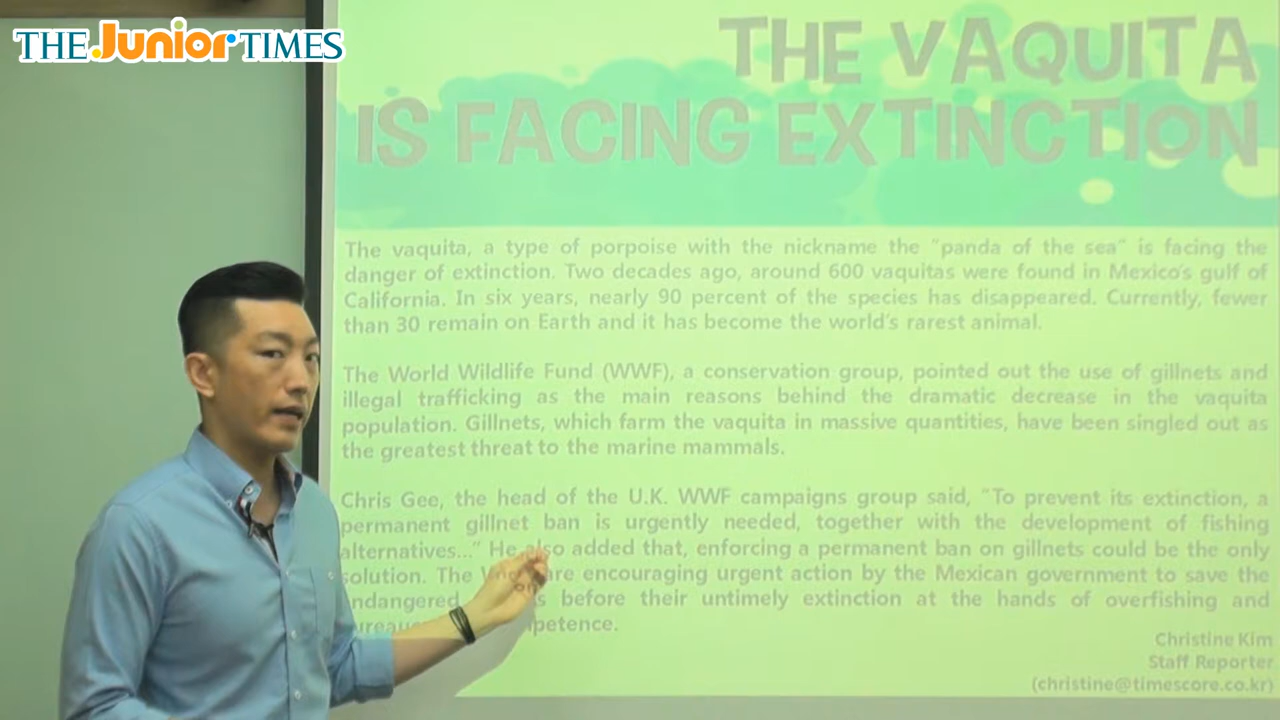 THE Junior TIMES
THE VAQUITA
IS FACING EXTINCTION
The vaquita, a type of porpoise with the nickname the "panda of the sea" is facing the
danger of extinction. Two decades ago, around 600 vaquitas were found in Mexico's gulf of
California. In six years, nearly 90 percent of the species has disappeared. Currently, fewer
than 30 remain on Earth and it has become the world's rarest animal.
The World Wildlife Fund (WWF), a conservation group, pointed out the use of gillnets and
illegal trafficking as the main reasons behind the dramatic decrease in the vaquita
population. Gillnets, which farm the vaquita in massive quantities, have been singled out as
the greatest threat to the marine mammals.
Chris Gee, the head of the U.K. WWF campaigns group said, "To prevent its extinction, a
permanent gillnet ban is urgently needed, together with the development of fishing
alternatives..." He also added that, enforcing a permanent ban on gillnets could be the only
solution. The are encouraging urgent action by the Mexican government to save the
endangered before their untimely extinction at the hands of overfishing and
Christine Kim
Staff Reporter
(christine@timescore.co.kr)